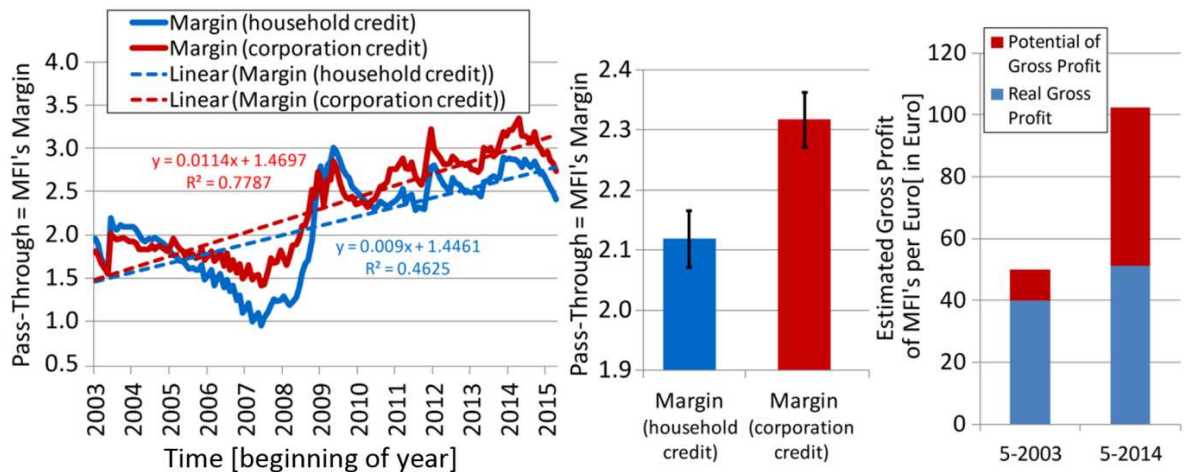 Margin (household credit)
Margin (corporation credit)
Linear (Margin (household credit))
Linear (Margin (corporation credit))
Pass-Through = MFI's Margin
4.0
3.5
3.0
2.5
2.0
1.5
1.0
0.5
y = 0.0114x + 1.4697
R² = 0.7787
y = 0.009x + 1.4461
R² = 0.4625
2003
2004
2005
2006
2007
2008
2009
2010
2011
2012
2013
2014
2015
Time [beginning of year]
Pass-Through = MFI's Margin
2.4
2.3
2.2
2.1
2.0
1.9
Margin
(household
credit)
Margin
(corporation
credit)
Estimated Gross Profit
of MFI's per Euro[ in Euro]
120
100
80
60
40
20
0
Potential of
Gross Profit
Real Gross
Profit
5-2003
5-2014